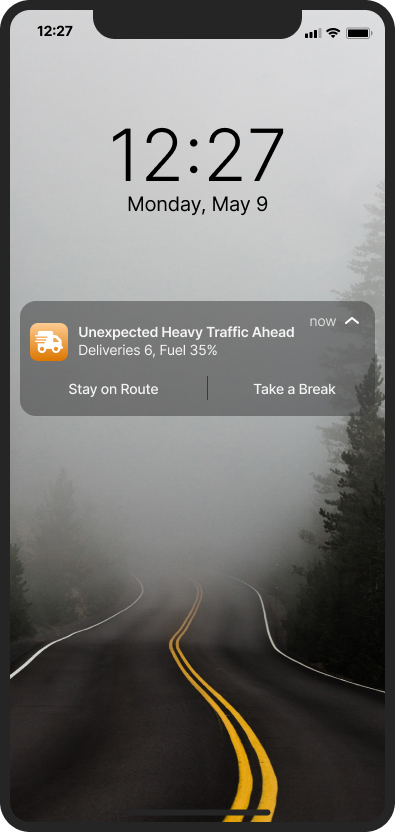 12:27
12:27
Monday, May 9
now
Unexpected Heavy Traffic Ahead
Deliveries 6, Fuel 35%
Stay on Route
Take a Break